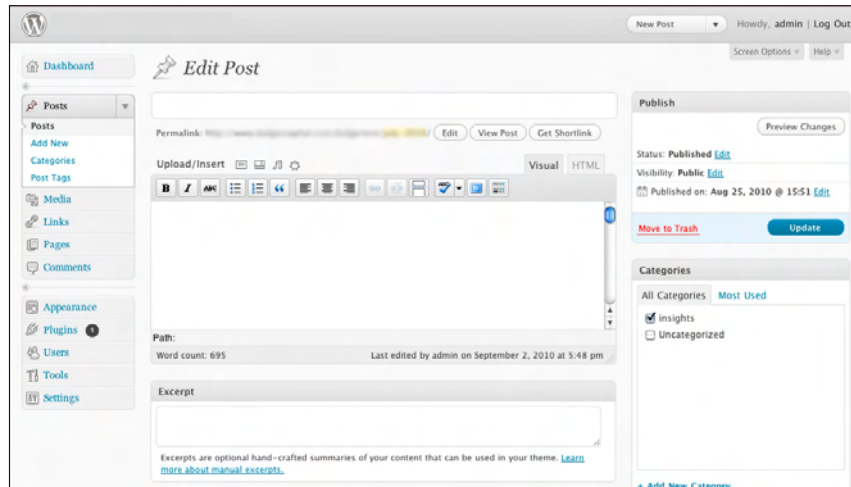 New Post
Howdy, admin | Log Out
Screen Options
Help
Dashboard
Edit Post
Posts
Posts
Add New
Categories
Post Tags
Media
Links
Pages
Comments
Appearance
Plugins 1
Users
Tools
Settings
Permalink:
/ Edit View Post Get Shortlink
Upload/Insert
Visual HTML
B I ABC
Path:
Word count: 695
Last edited by admin on September 2, 2010 at 5:48 pm
Excerpt
Excerpts are optional hand-crafted summaries of your content that can be used in your theme. Learn
more about manual excerpts.
Publish
Preview Changes
Status: Published Edit
Visibility: Public Edit
Published on: Aug 25, 2010 @ 15:51 Edit
Move to Trash
Update
Categories
All Categories Most Used
insights
Uncategorized
+ Add New Category